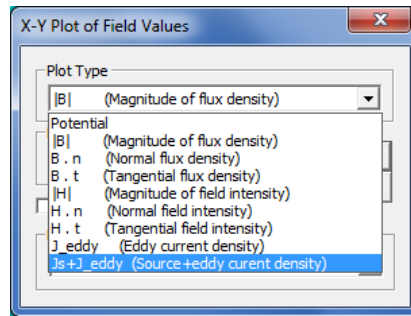 X-Y Plot of Field Values
Plot Type
|B| (Magnitude of flux density)
Potential
|B| (Magnitude of flux density)
B . n (Normal flux density)
B . t (Tangential flux density)
|H| (Magnitude of field intensity)
H . n (Normal field intensity)
H . t (Tangential field intensity)
J_eddy (Eddy current density)
Js+J_eddy (Source+eddy curent density)